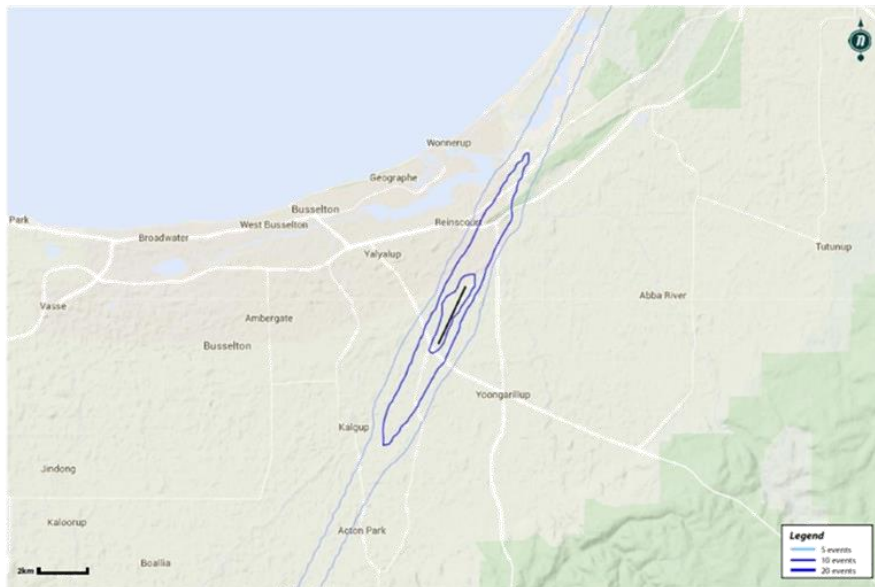 n
Wonnerup
Geographe
Busselton
Park
West Busselton
Reinscourt
Broadwater
Tutunup
Yalyalup
Abba River
Vasse
Ambergate
Busselton
Yoongarillup
Kalgup
Jindong
Kaloorup
Acton Park
Boallia
2km
Legend
5 events
10 events
20 events